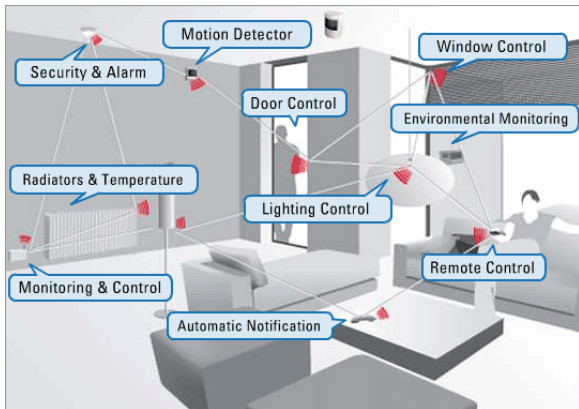 Motion Detector
Window Control
Security & Alarm
Door Control
Environmental Monitoring
Radiators & Temperature
Lighting Control
Remote Control
Monitoring & Control
Automatic Notification